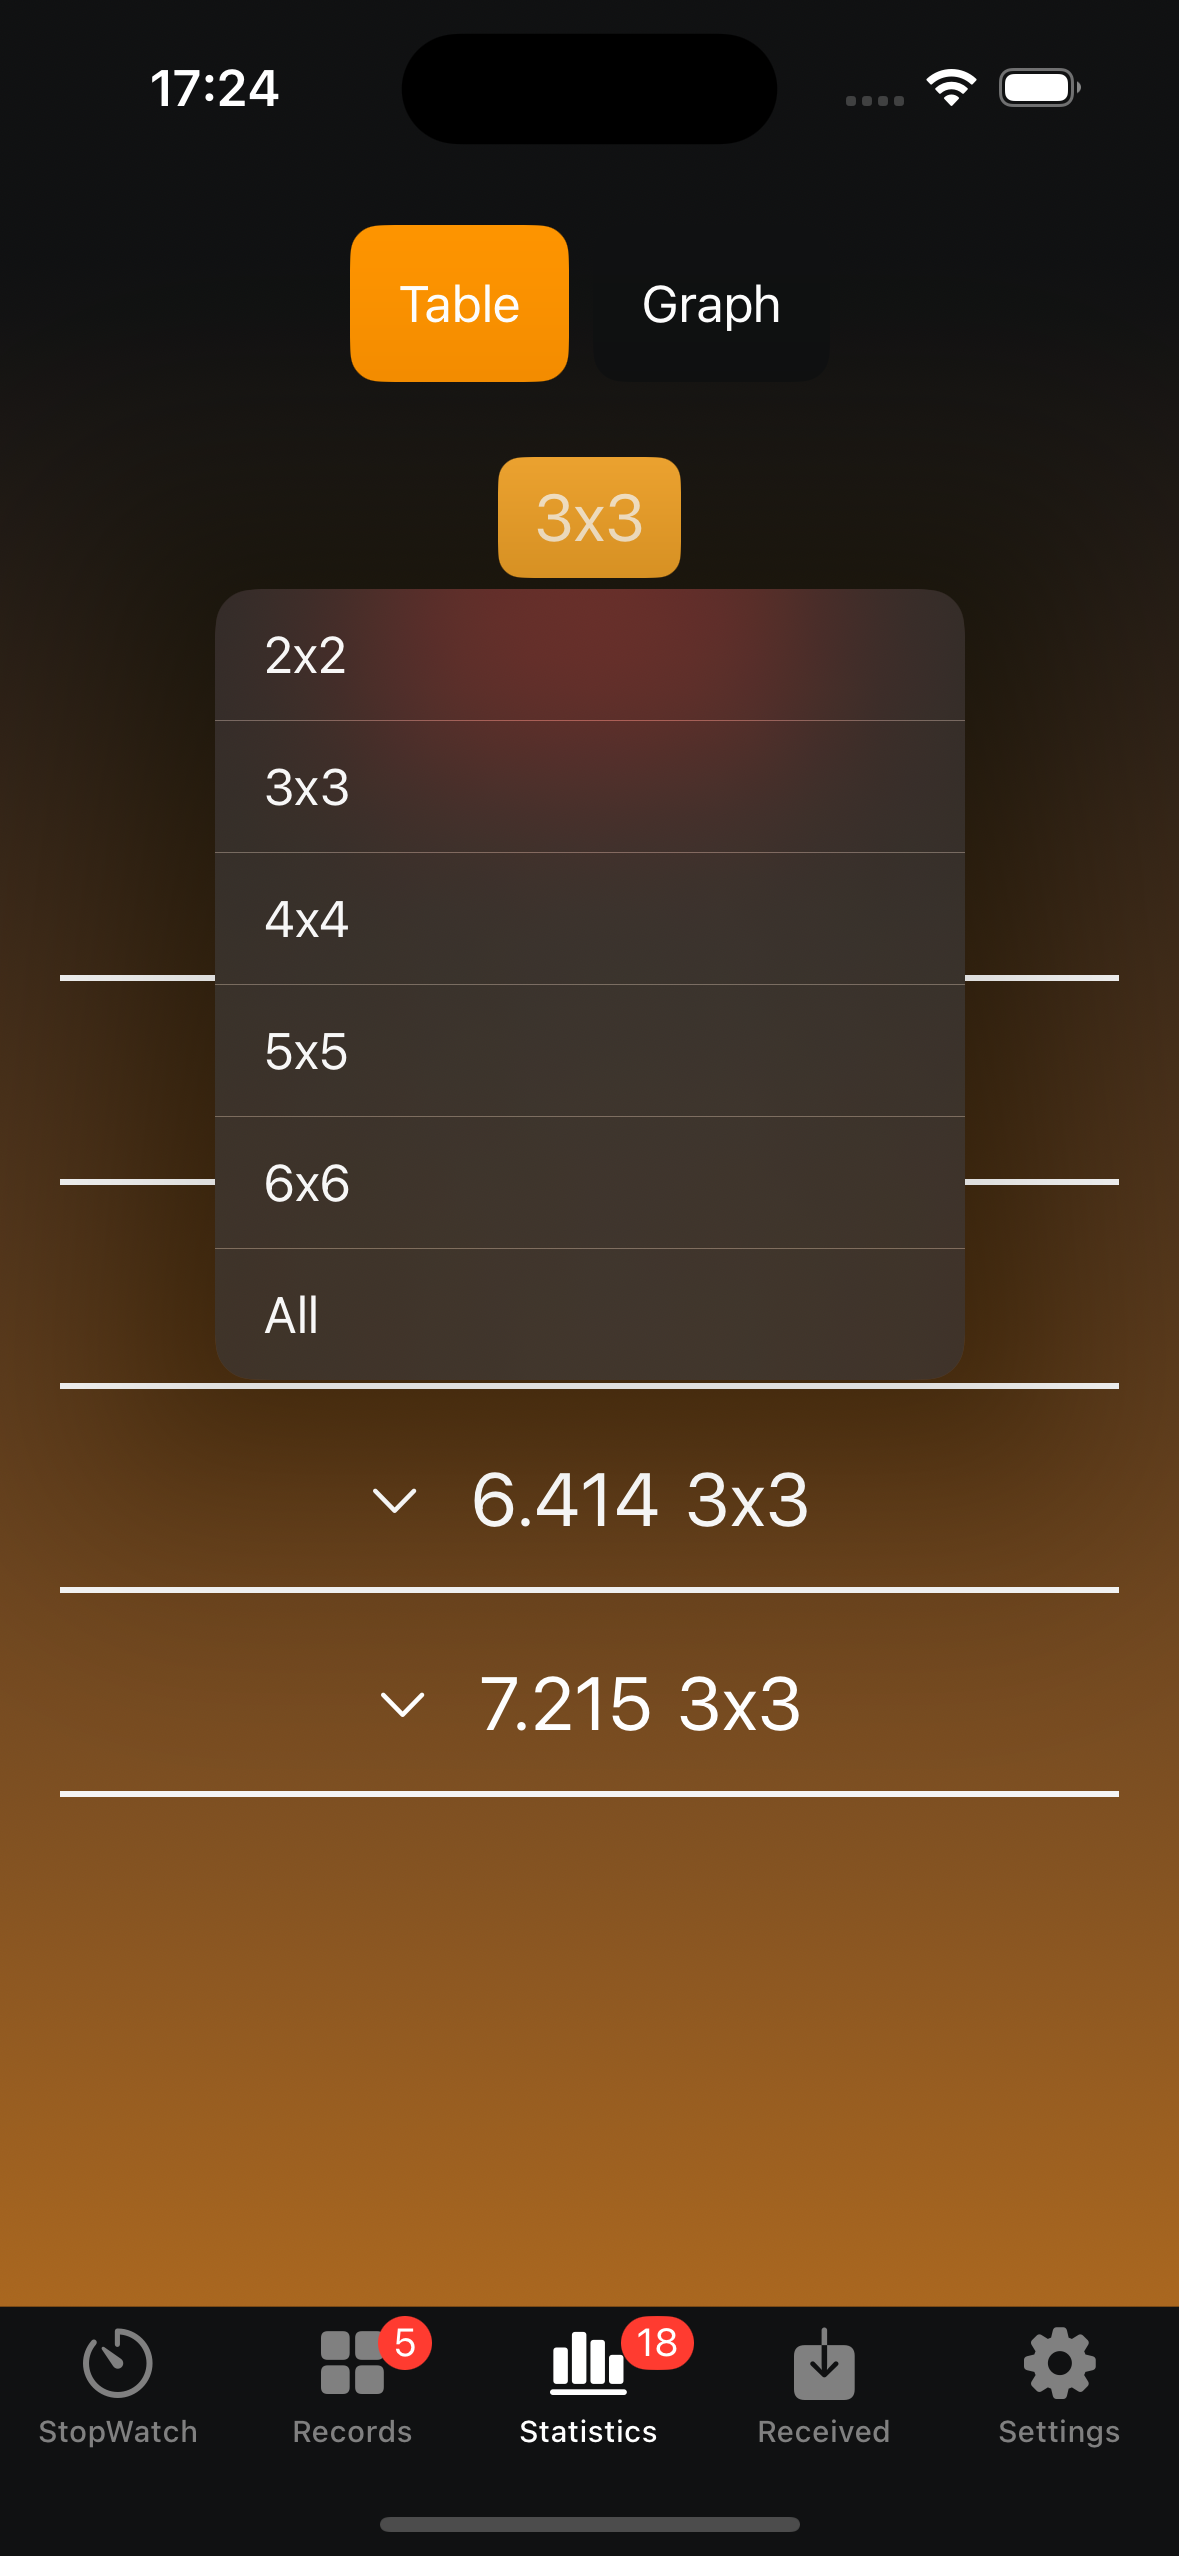 17:24
Table
Graph
3x3
2x2
3x3
4x4
5x5
6x6
All
6.414 3x3
7.215 3x3
5
18
StopWatch
Records
Statistics
Received
Settings